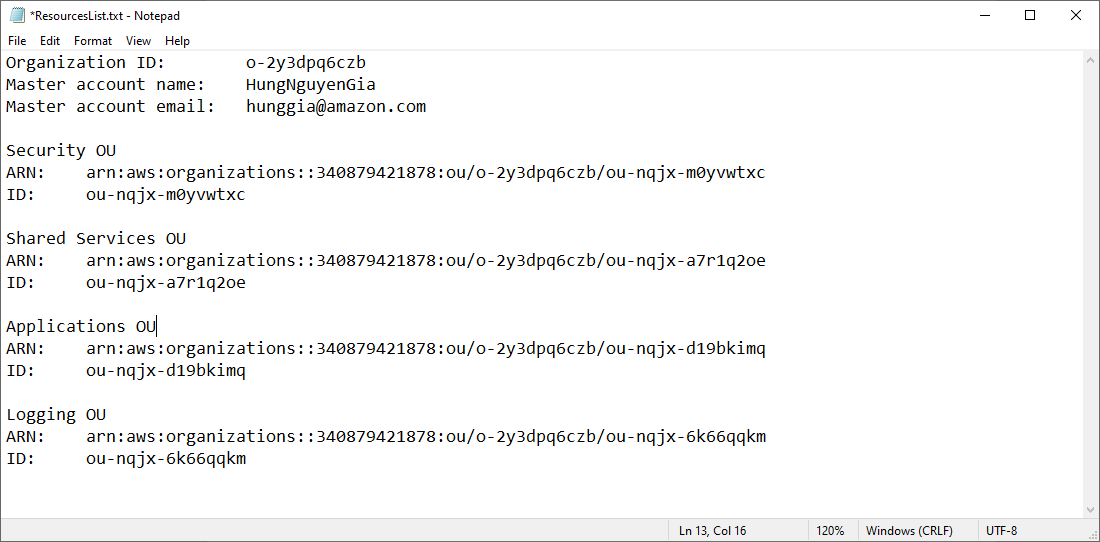 *ResourcesList.txt - Notepad
File Edit Format View Help
Organization ID: o-2y3dpq6czb
Master account name: HungNguyenGia
Master account email: hunggia@amazon.com
Security OU
ARN: arn:aws:organizations::340879421878:ou/o-2y3dpq6czb/ou-nqjx-m0yvwtxc
ID: ou-nqjx-m0yvwtxc
Shared Services OU
ARN: arn:aws:organizations::340879421878:ou/o-2y3dpq6czb/ou-nqjx-a7r1q2oe
ID: ou-nqjx-a7r1q2oe
Applications OU
ARN: arn:aws:organizations::340879421878:ou/o-2y3dpq6czb/ou-nqjx-d19bkimq
ID: ou-nqjx-d19bkimq
Logging OU
ARN: arn:aws:organizations::340879421878:ou/o-2y3dpq6czb/ou-nqjx-6k66qqkm
ID: ou-nqjx-6k66qqkm
Ln 13, Col 16 120% Windows (CRLF) UTF-8